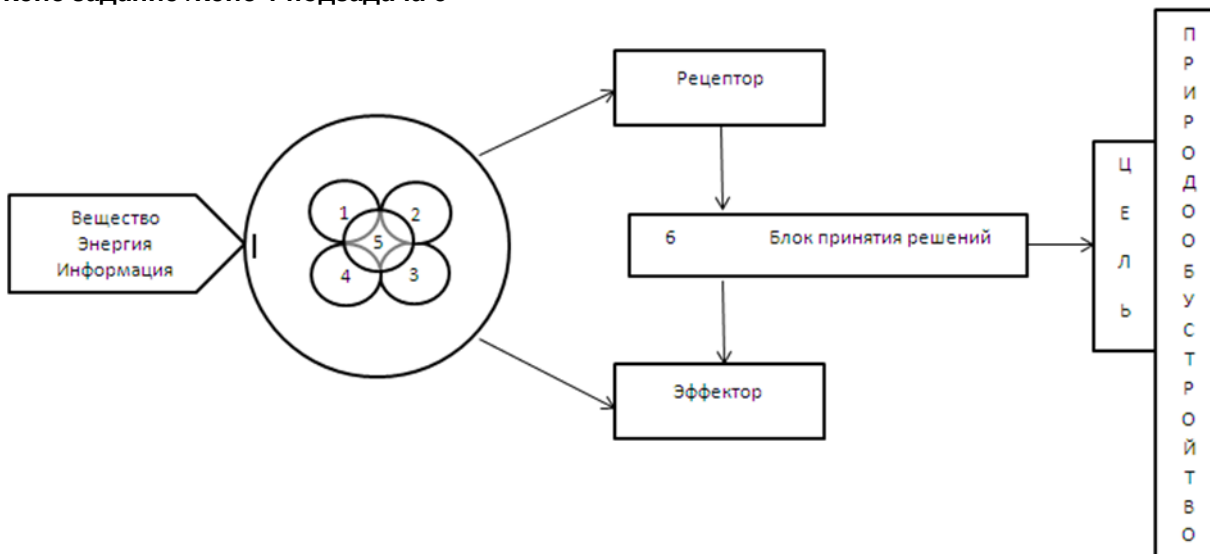 Вещество
Энергия
Информация
I
1
2
5
4
3
Рецептор
6 Блок принятия решений
Эффектор
Ц
Е
Л
Ь
П
Р
И
Р
О
Д
О
О
Б
У
С
Т
Р
О
Й
Т
В
О